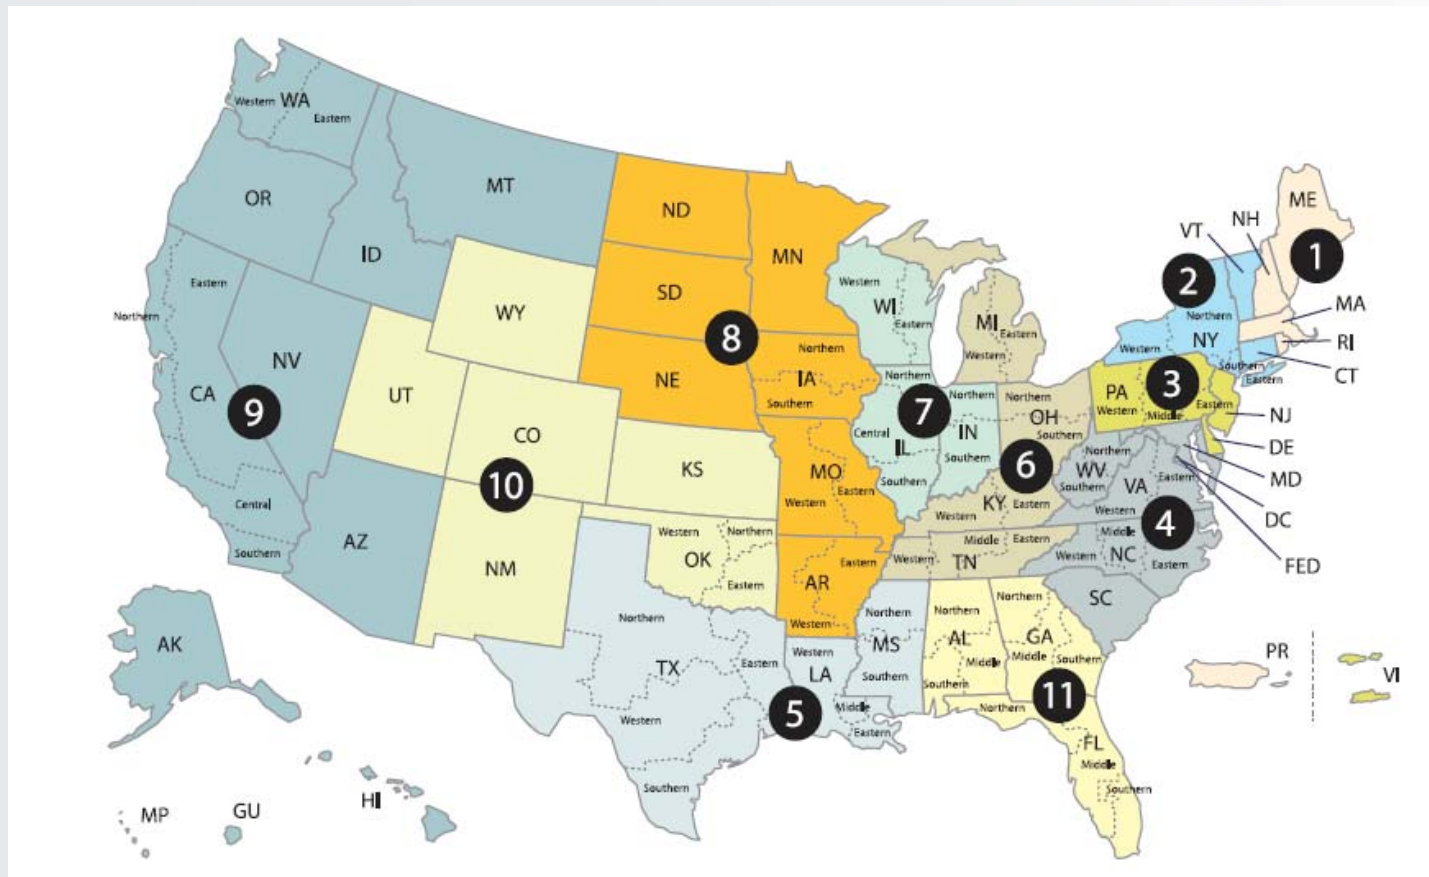 WA
Western
Eastern
OR
MT
ID
ND
MN
SD
WY
NV
Eastern
Northern
CA
Central
Southern
9
UT
CO
10
AZ
NM
NE
8
Northern
IA
Southern
KS
MO
Western
Eastern
Western
Northern
OK
Eastern
Eastern
AR
Western
Western
WI
Eastern
Northern
7
Central
IL
Southern
Northern
IN
Southern
MI
Eastern
Western
Northern
OH
Southern
6
KY
Western
Eastern
Western
Middle
Eastern
TN
ME
NH
VT
1
2
MA
RI
CT
Northern
NY
Western
Southern
Eastern
PA
Western
3
Middle
Eastern
NJ
DE
MD
DC
FED
Northern
WV
Southern
VA
Eastern
Western
4
Western
Middle
NC
Eastern
SC
Northern
TX
Eastern
Western
Southern
5
Western
LA
Middle
Eastern
Northern
MS
Southern
Northern
AL
Middle
Southern
Northern
GA
Middle
Southern
11
Northern
FL
Middle
Southern
AK
HI
GU
MP
PR
VI